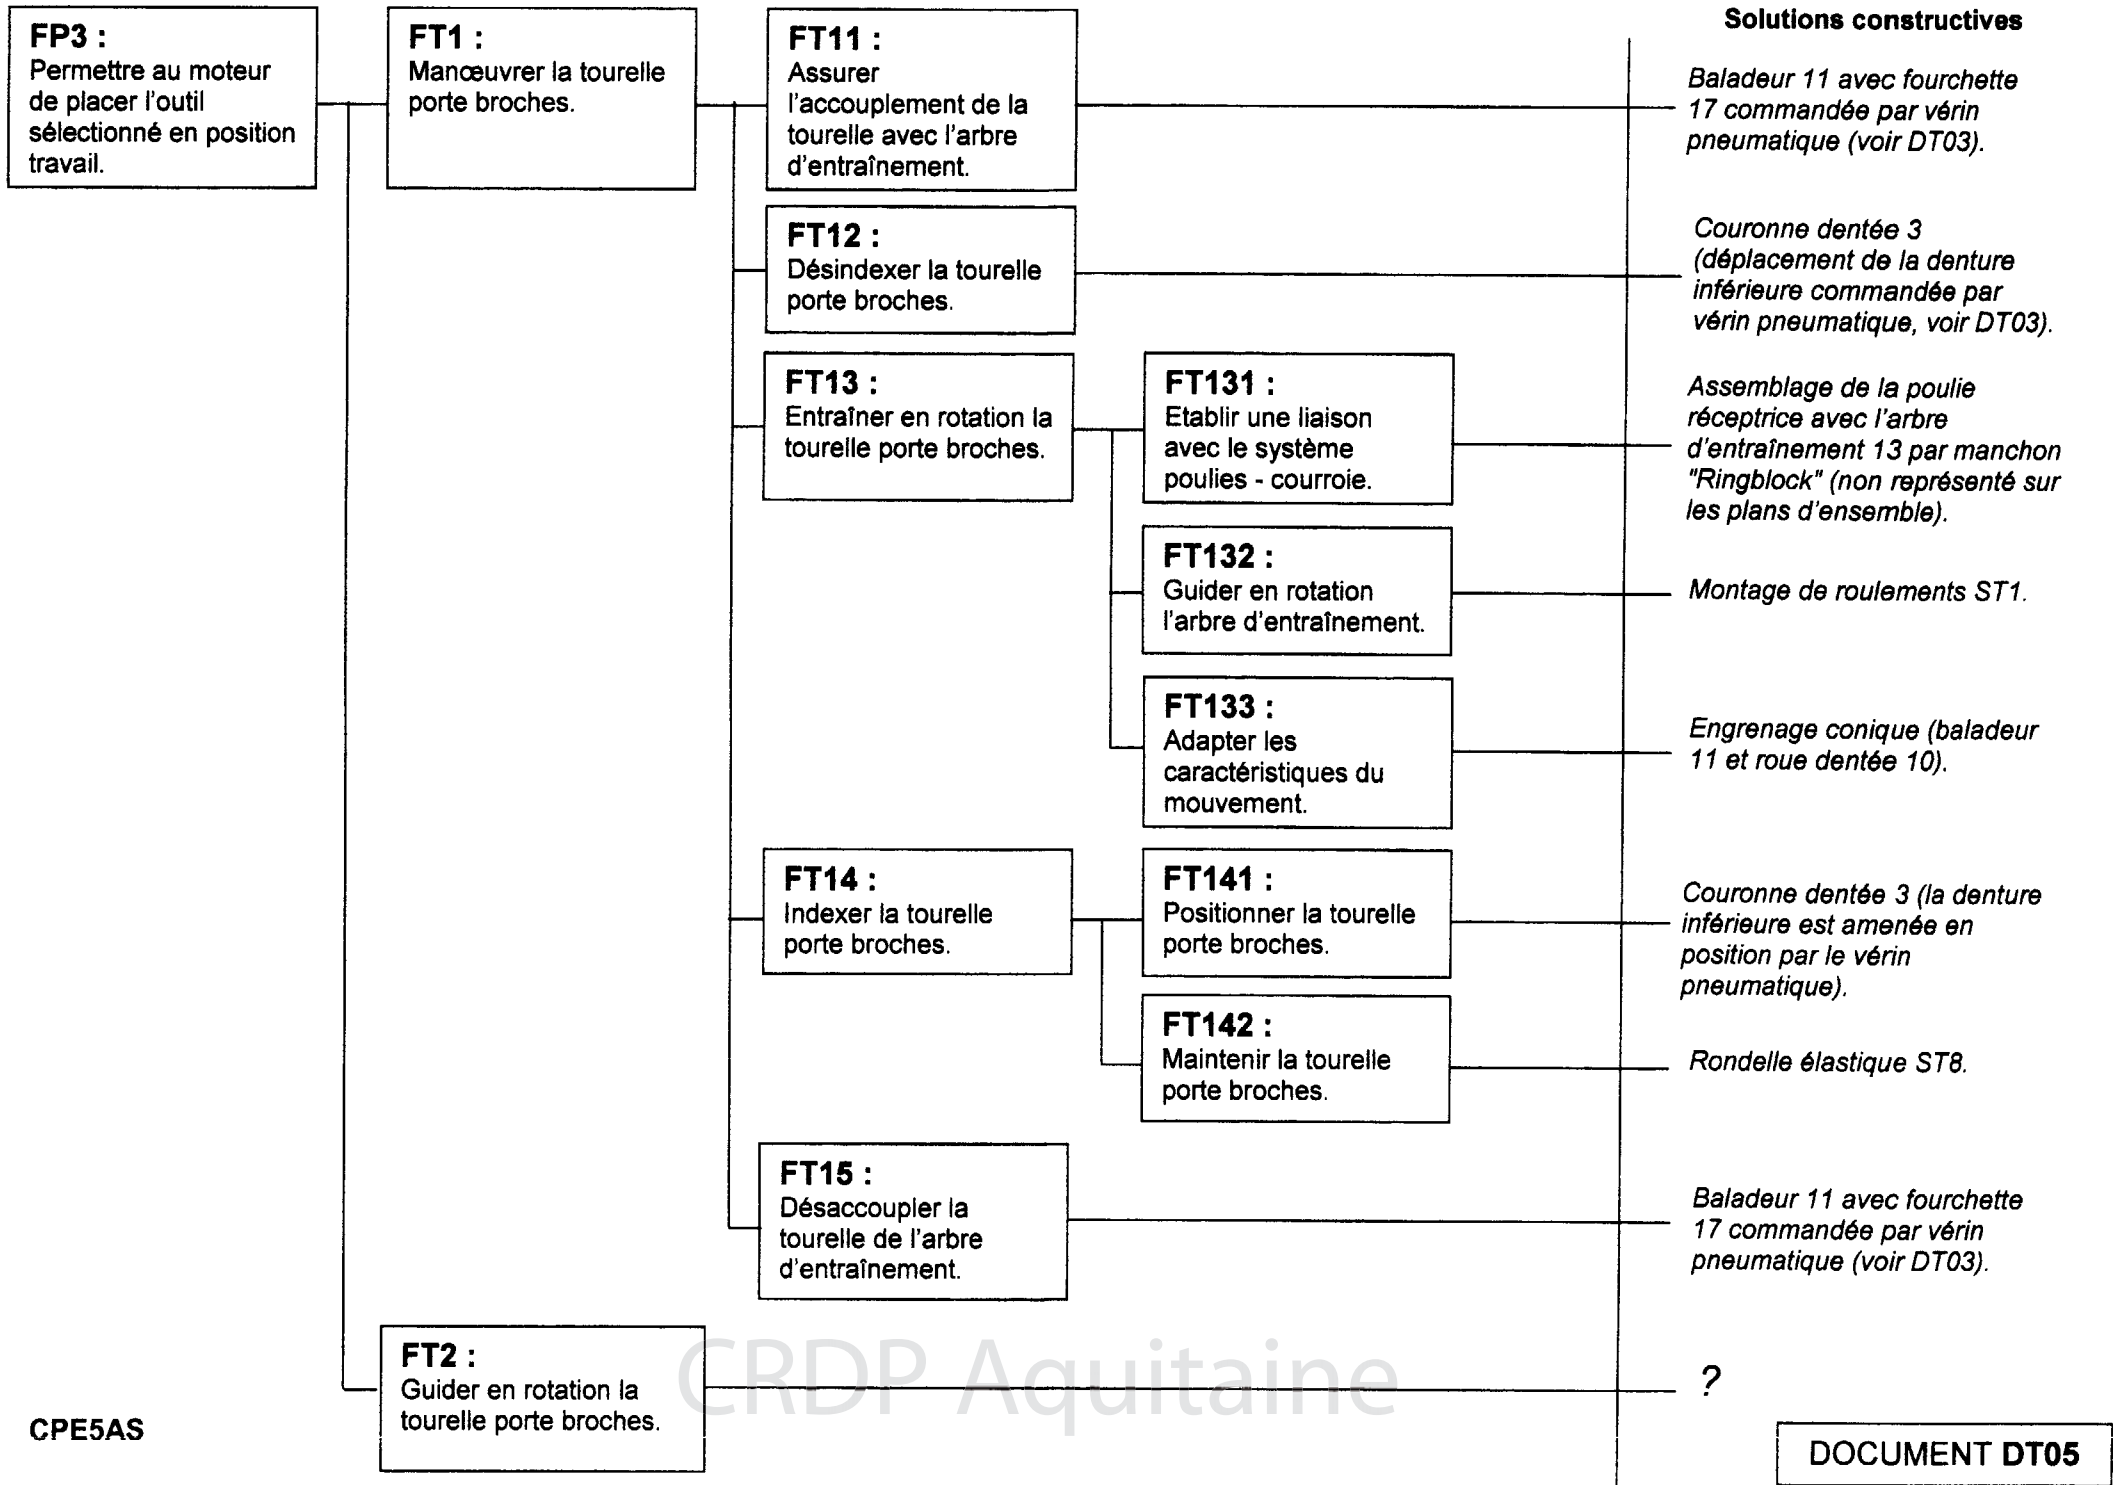 Solutions constructives
FP3 :
Permettre au moteur
de placer l'outil
sélectionné en position
travail.
FT1 :
Manœuvrer la tourelle
porte broches.
FT11 :
Assurer
l'accouplement de la
tourelle avec l'arbre
d'entraînement.
Baladeur 11 avec fourchette
17 commandée par vérin
pneumatique (voir DT03).
FT12 :
Désindexer la tourelle
porte broches.
Couronne dentée 3
(déplacement de la denture
inférieure commandée par
vérin pneumatique, voir DT03).
FT13 :
Entraîner en rotation la
tourelle porte broches.
FT131 :
Etablir une liaison
avec le système
poulies - courroie.
Assemblage de la poulie
réceptrice avec l'arbre
d'entraînement 13 par manchon
"Ringblock" (non représenté sur
les plans d'ensemble).
FT132 :
Guider en rotation
l'arbre d'entraînement.
Montage de roulements ST1.
FT133 :
Adapter les
caractéristiques du
mouvement.
Engrenage conique (baladeur
11 et roue dentée 10).
FT14 :
Indexer la tourelle
porte broches.
FT141 :
Positionner la tourelle
porte broches.
Couronne dentée 3 (la denture
inférieure est amenée en
position par le vérin
pneumatique).
FT142 :
Maintenir la tourelle
porte broches.
Rondelle élastique ST8.
FT15 :
Désaccoupler la
tourelle de l'arbre
d'entraînement.
Baladeur 11 avec fourchette
17 commandée par vérin
pneumatique (voir DT03).
FT2 :
Guider en rotation la
tourelle porte broches.
?
CRDP Aquitaine
CPE5AS
DOCUMENT DT05